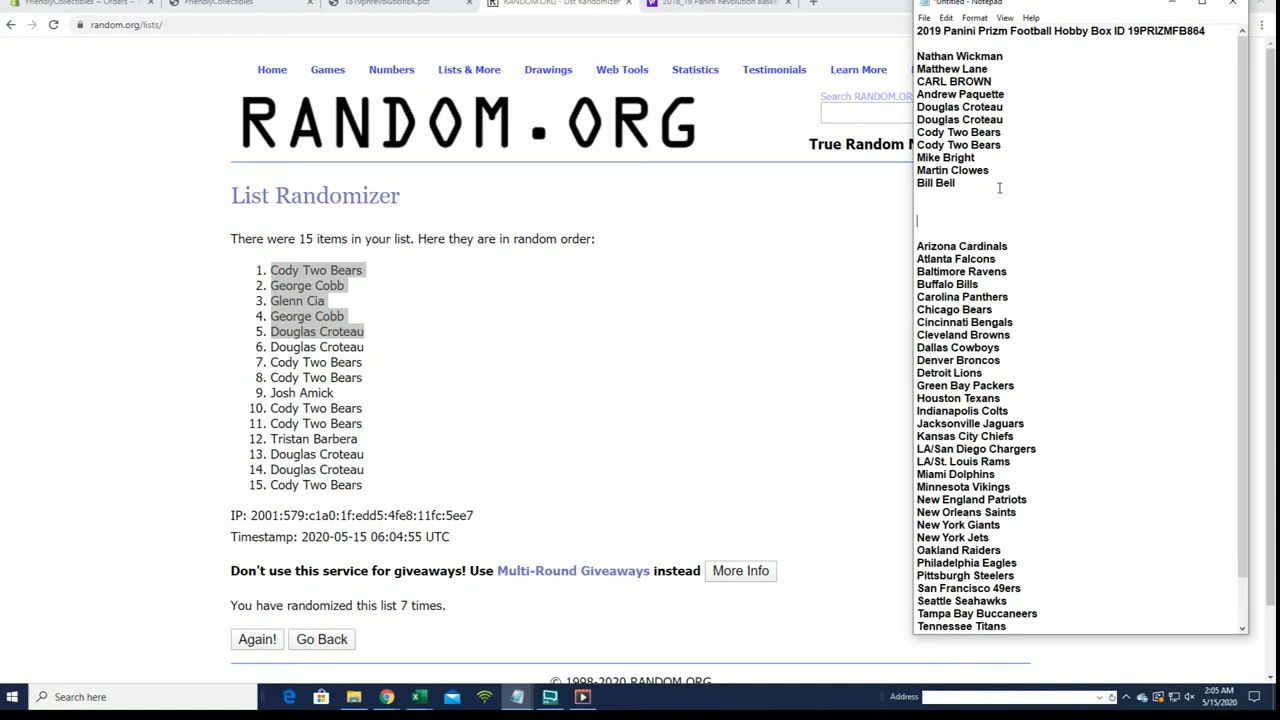 FriendlyCollectibles – Orders –
FriendlyCollectibles
1819phrevolutionBK.pdf
RANDOM.ORG - List Randomizer
2018_19 Panini Revolution Bask
random.org/lists/
Home
Games
Numbers
Lists & More
Drawings
Web Tools
Statistics
Testimonials
Learn More
Search RANDOM.OR
RANDOM.ORG
True Random N
List Randomizer
There were 15 items in your list. Here they are in random order:
1. Cody Two Bears
2. George Cobb
3. Glenn Cia
4. George Cobb
5. Douglas Croteau
6. Douglas Croteau
7. Cody Two Bears
8. Cody Two Bears
9. Josh Amick
10. Cody Two Bears
11. Cody Two Bears
12. Tristan Barbera
13. Douglas Croteau
14. Douglas Croteau
15. Cody Two Bears
IP: 2001:579:c1a0:1f:edd5:4fe8:11fc:5ee7
Timestamp: 2020-05-15 06:04:55 UTC
Don't use this service for giveaways! Use Multi-Round Giveaways instead
More Info
You have randomized this list 7 times.
Again!
Go Back
© 1998-2020 RANDOM.ORG
*Untitled - Notepad
File Edit Format View Help
2019 Panini Prizm Football Hobby Box ID 19PRIZMFB864
Nathan Wickman
Matthew Lane
CARL BROWN
Andrew Paquette
Douglas Croteau
Douglas Croteau
Cody Two Bears
Cody Two Bears
Mike Bright
Martin Clowes
Bill Bell
Arizona Cardinals
Atlanta Falcons
Baltimore Ravens
Buffalo Bills
Carolina Panthers
Chicago Bears
Cincinnati Bengals
Cleveland Browns
Dallas Cowboys
Denver Broncos
Detroit Lions
Green Bay Packers
Houston Texans
Indianapolis Colts
Jacksonville Jaguars
Kansas City Chiefs
LA/San Diego Chargers
LA/St. Louis Rams
Miami Dolphins
Minnesota Vikings
New England Patriots
New Orleans Saints
New York Giants
New York Jets
Oakland Raiders
Philadelphia Eagles
Pittsburgh Steelers
San Francisco 49ers
Seattle Seahawks
Tampa Bay Buccaneers
Tennessee Titans
Search here
Address
2:05 AM
5/15/2020